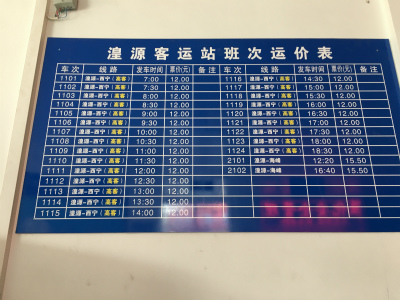 湟源客运站班次运价表
车次 线路 发车时间 票价(元) 备注 车次 线路 发车时间 票价(元) 备注
1101 湟源-西宁(高客) 7:00 12.00 1116 湟源-西宁(高客) 14:30 12.00
1102 湟源-西宁(高客) 7:30 12.00 1117 湟源-西宁(高客) 15:00 12.00
1103 湟源-西宁(高客) 8:00 12.00 1118 湟源-西宁(高客) 15:30 12.00
1104 湟源-西宁(高客) 8:30 12.00 1119 湟源-西宁(高客) 16:00 12.00
1105 湟源-西宁(高客) 9:00 12.00 1120 湟源-西宁(高客) 16:30 12.00
1106 湟源-西宁(高客) 9:30 12.00 1121 湟源-西宁(高客) 17:00 12.00
1107 湟源-西宁(高客) 10:00 12.00 1122 湟源-西宁(高客) 17:30 12.00
1108 湟源-西宁(高客) 10:30 12.00 1123 湟源-西宁(高客) 18:00 12.00
1109 湟源-西宁(高客) 11:00 12.00 1124 湟源-西宁(高客) 18:30 12.00
1110 湟源-西宁(高客) 11:30 12.00 2101 湟源-海峰 12:20 15.50
1111 湟源-西宁(高客) 12:00 12.00 2102 湟源-海峰 16:40 15.50
1112 湟源-西宁(高客) 12:30 12.00
1113 湟源-西宁(高客) 13:00 12.00
1114 湟源-西宁(高客) 13:30 12.00
1115 湟源-西宁(高客) 14:00 12.00